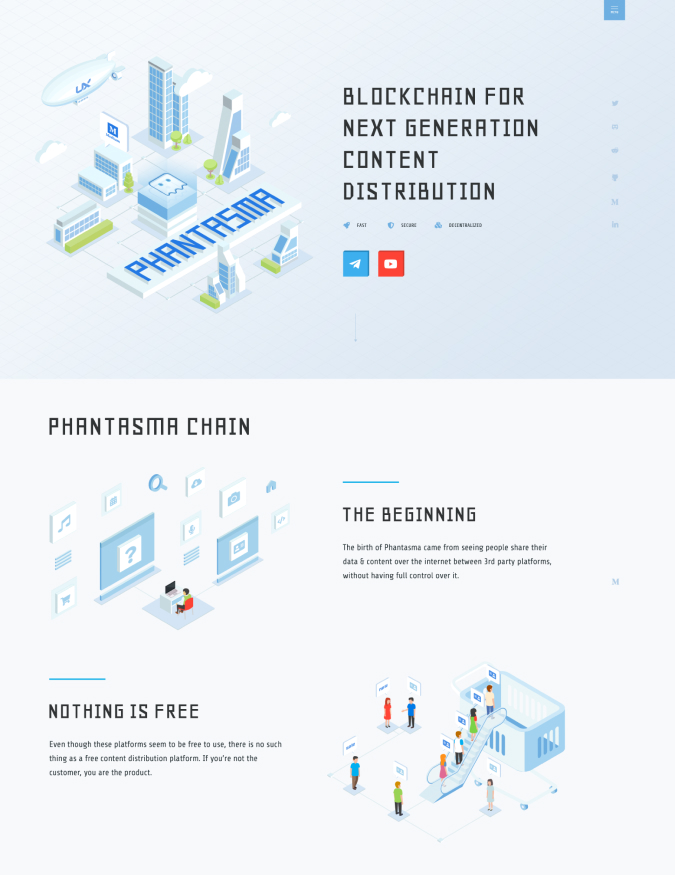 MENU
UX
M
PHANTASMA
BLOCKCHAIN FOR
NEXT GENERATION
CONTENT
DISTRIBUTION
FAST
SECURE
DECENTRALIZED
PHANTASMA CHAIN
?
THE BEGINNING
The birth of Phantasma came from seeing people share their
data & content over the internet between 3rd party platforms,
without having full control over it.
NOTHING IS FREE
Even though these platforms seem to be free to use, there is no such
thing as a free content distribution platform. If you're not the
customer, you are the product.